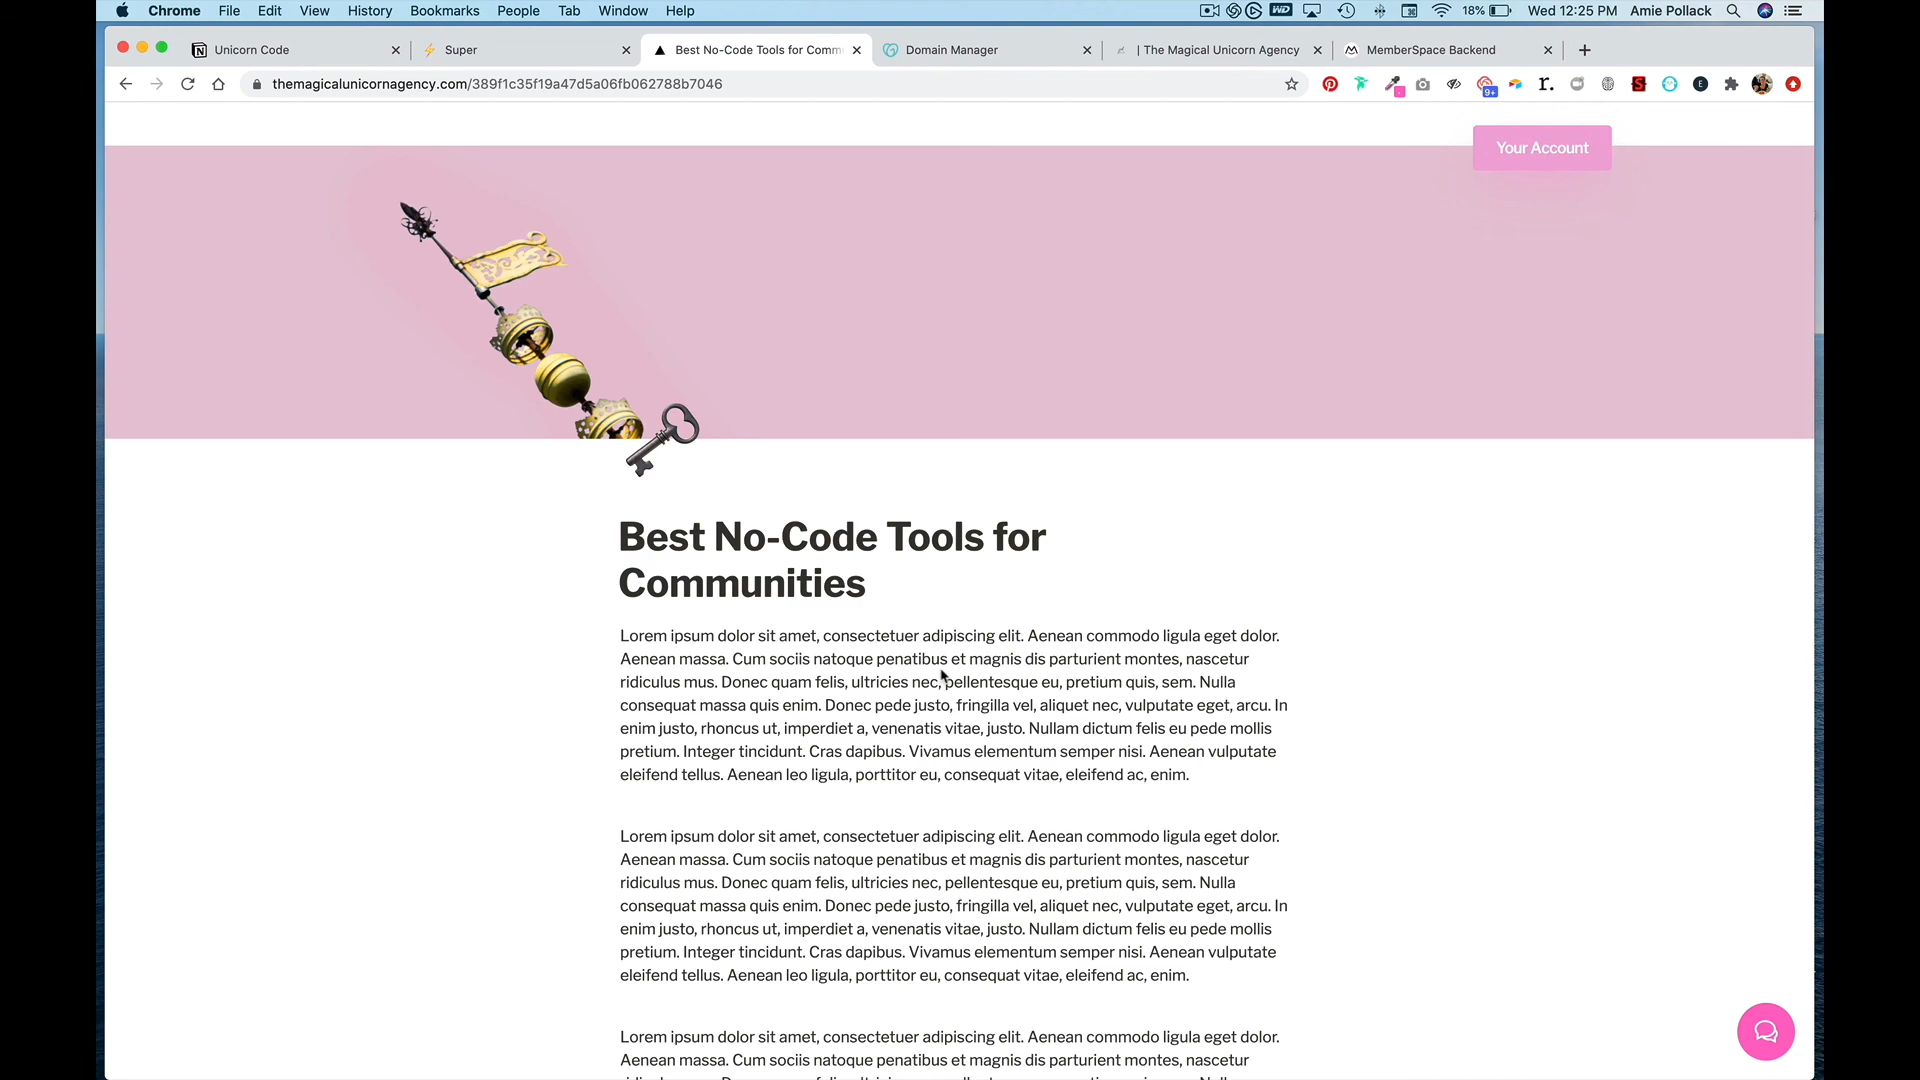 Chrome File Edit View History Bookmarks People Tab Window Help
WD 18% Wed 12:25 PM Amie Pollack
Unicorn Code
Super
Best No-Code Tools for Comm
Domain Manager
| The Magical Unicorn Agency
MemberSpace Backend
themagicalunicornagency.com/389f1c35f19a47d5a06fb062788b7046
9+
r.
S
E
Your Account
Best No-Code Tools for
Communities
Lorem ipsum dolor sit amet, consectetuer adipiscing elit. Aenean commodo ligula eget dolor.
Aenean massa. Cum sociis natoque penatibus et magnis dis parturient montes, nascetur
ridiculus mus. Donec quam felis, ultricies nec, pellentesque eu, pretium quis, sem. Nulla
consequat massa quis enim. Donec pede justo, fringilla vel, aliquet nec, vulputate eget, arcu. In
enim justo, rhoncus ut, imperdiet a, venenatis vitae, justo. Nullam dictum felis eu pede mollis
pretium. Integer tincidunt. Cras dapibus. Vivamus elementum semper nisi. Aenean vulputate
eleifend tellus. Aenean leo ligula, porttitor eu, consequat vitae, eleifend ac, enim.
Lorem ipsum dolor sit amet, consectetuer adipiscing elit. Aenean commodo ligula eget dolor.
Aenean massa. Cum sociis natoque penatibus et magnis dis parturient montes, nascetur
ridiculus mus. Donec quam felis, ultricies nec, pellentesque eu, pretium quis, sem. Nulla
consequat massa quis enim. Donec pede justo, fringilla vel, aliquet nec, vulputate eget, arcu. In
enim justo, rhoncus ut, imperdiet a, venenatis vitae, justo. Nullam dictum felis eu pede mollis
pretium. Integer tincidunt. Cras dapibus. Vivamus elementum semper nisi. Aenean vulputate
eleifend tellus. Aenean leo ligula, porttitor eu, consequat vitae, eleifend ac, enim.
Lorem ipsum dolor sit amet, consectetuer adipiscing elit. Aenean commodo ligula eget dolor.
Aenean massa. Cum sociis natoque penatibus et magnis dis parturient montes, nascetur